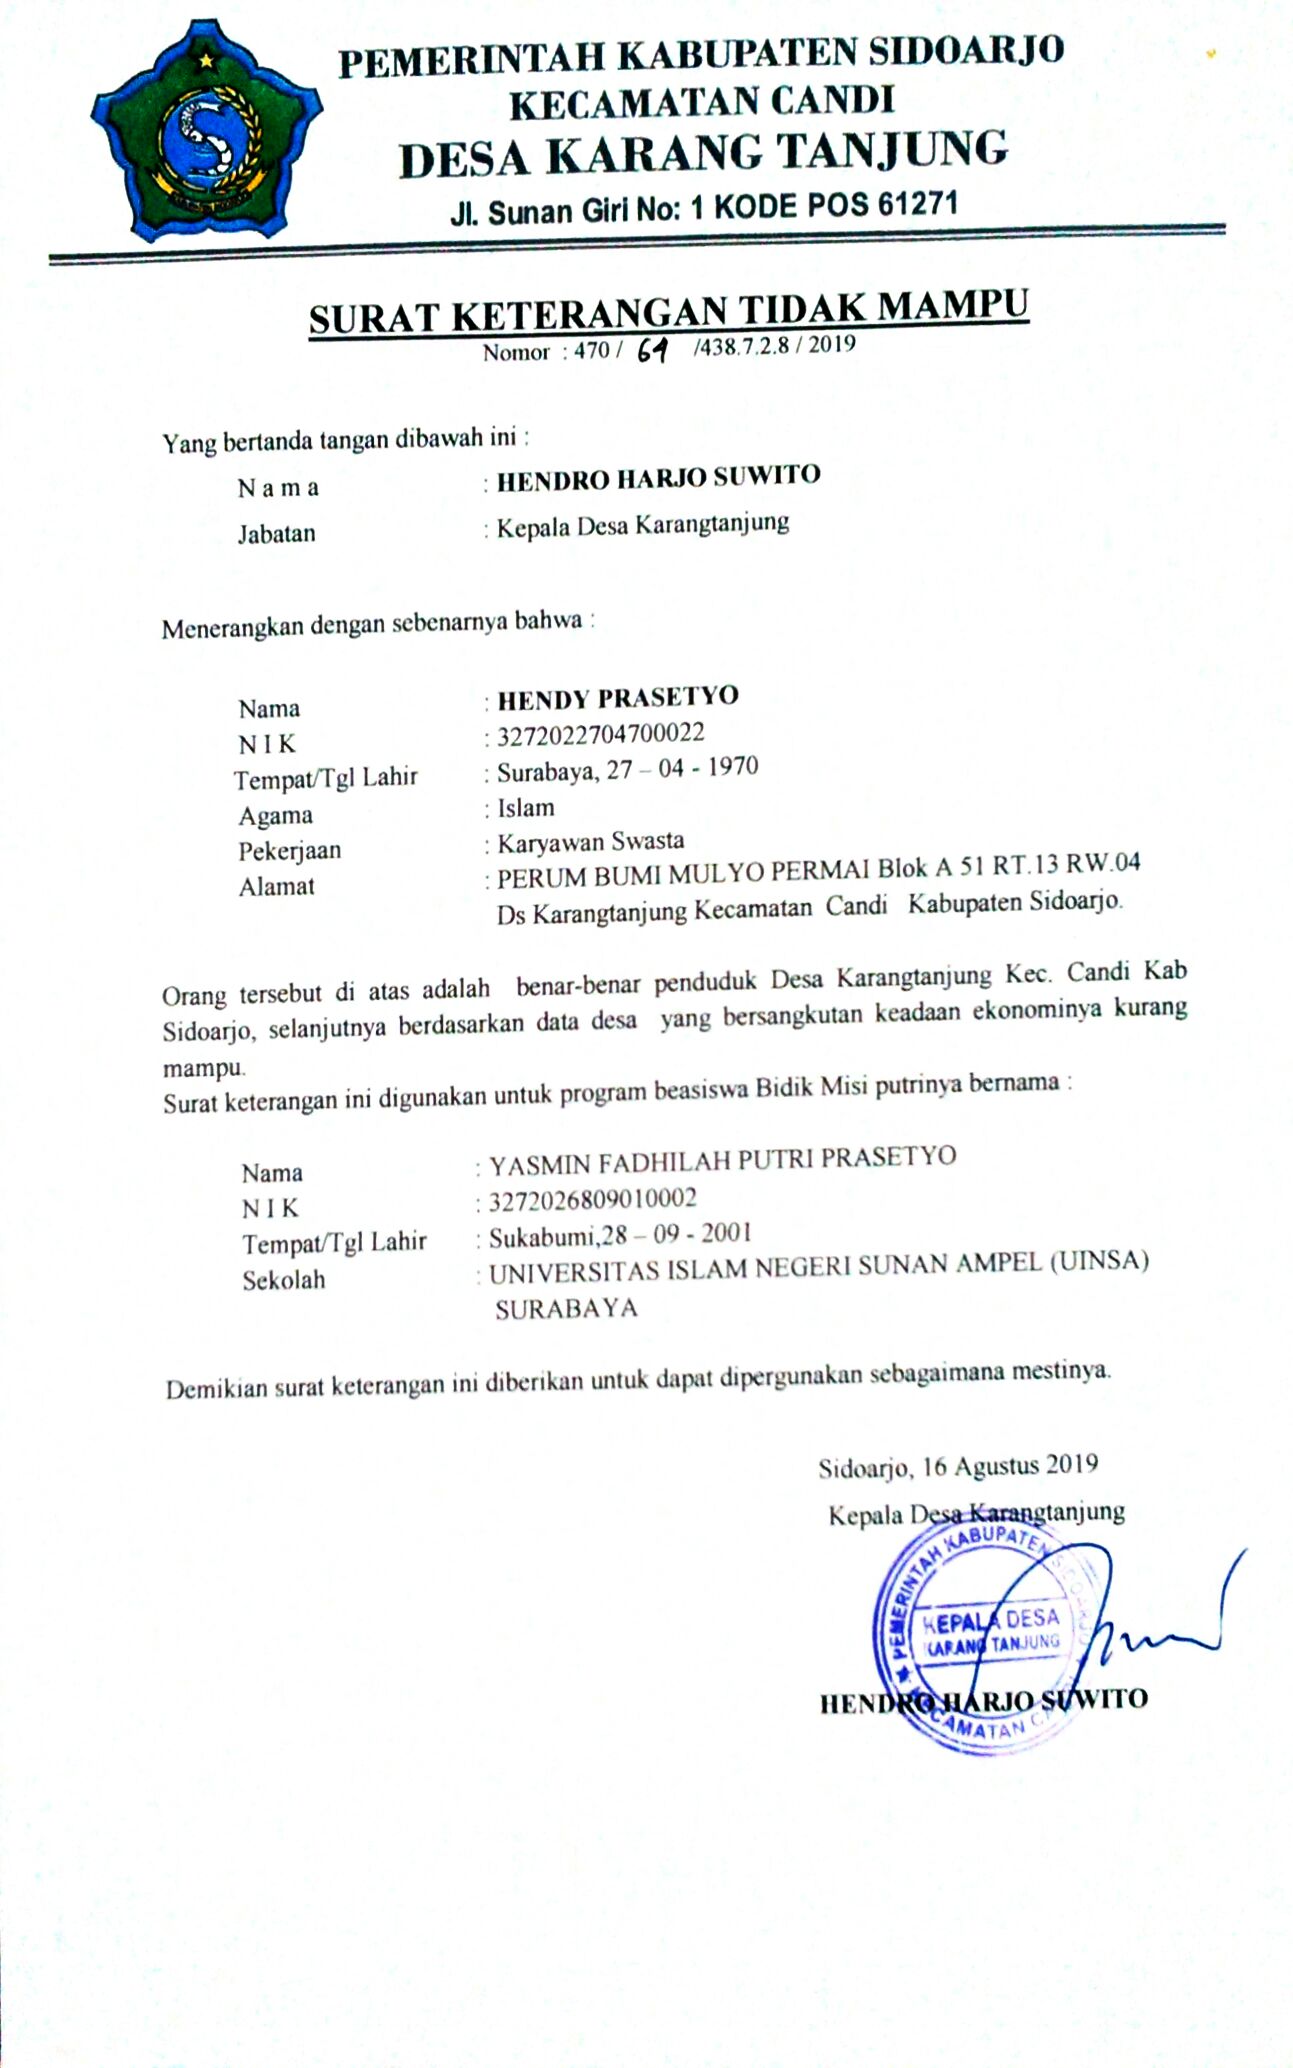 PEMERINTAH KABUPATEN SIDOARJO
KECAMATAN CANDI
DESA KARANG TANJUNG
Jl. Sunan Giri No: 1 KODE POS 61271
SURAT KETERANGAN TIDAK MAMPU
Nomor : 470 / 69 /438.7.2.8 / 2019
Yang bertanda tangan dibawah ini :
N a m a : HENDRO HARJO SUWITO
Jabatan : Kepala Desa Karangtanjung
Menerangkan dengan sebenarnya bahwa :
Nama : HENDY PRASETYO
N I K : 3272022704700022
Tempat/Tgl Lahir : Surabaya, 27 – 04 - 1970
Agama : Islam
Pekerjaan : Karyawan Swasta
Alamat : PERUM BUMI MULYO PERMAI Blok A 51 RT.13 RW.04
Ds Karangtanjung Kecamatan Candi Kabupaten Sidoarjo.
Orang tersebut di atas adalah benar-benar penduduk Desa Karangtanjung Kec. Candi Kab
Sidoarjo, selanjutnya berdasarkan data desa yang bersangkutan keadaan ekonominya kurang
mampu.
Surat keterangan ini digunakan untuk program beasiswa Bidik Misi putrinya bernama :
Nama : YASMIN FADHILAH PUTRI PRASETYO
N I K : 3272026809010002
Tempat/Tgl Lahir : Sukabumi,28 – 09 - 2001
Sekolah : UNIVERSITAS ISLAM NEGERI SUNAN AMPEL (UINSA)
SURABAYA
Demikian surat keterangan ini diberikan untuk dapat dipergunakan sebagaimana mestinya.
Sidoarjo, 16 Agustus 2019
Kepala Desa Karangtanjung
PEMERINTAH KABUPATEN SIDOARJO
KEPALA DESA
KARANG TANJUNG
KECAMATAN
HENDRO HARJO SUWITO